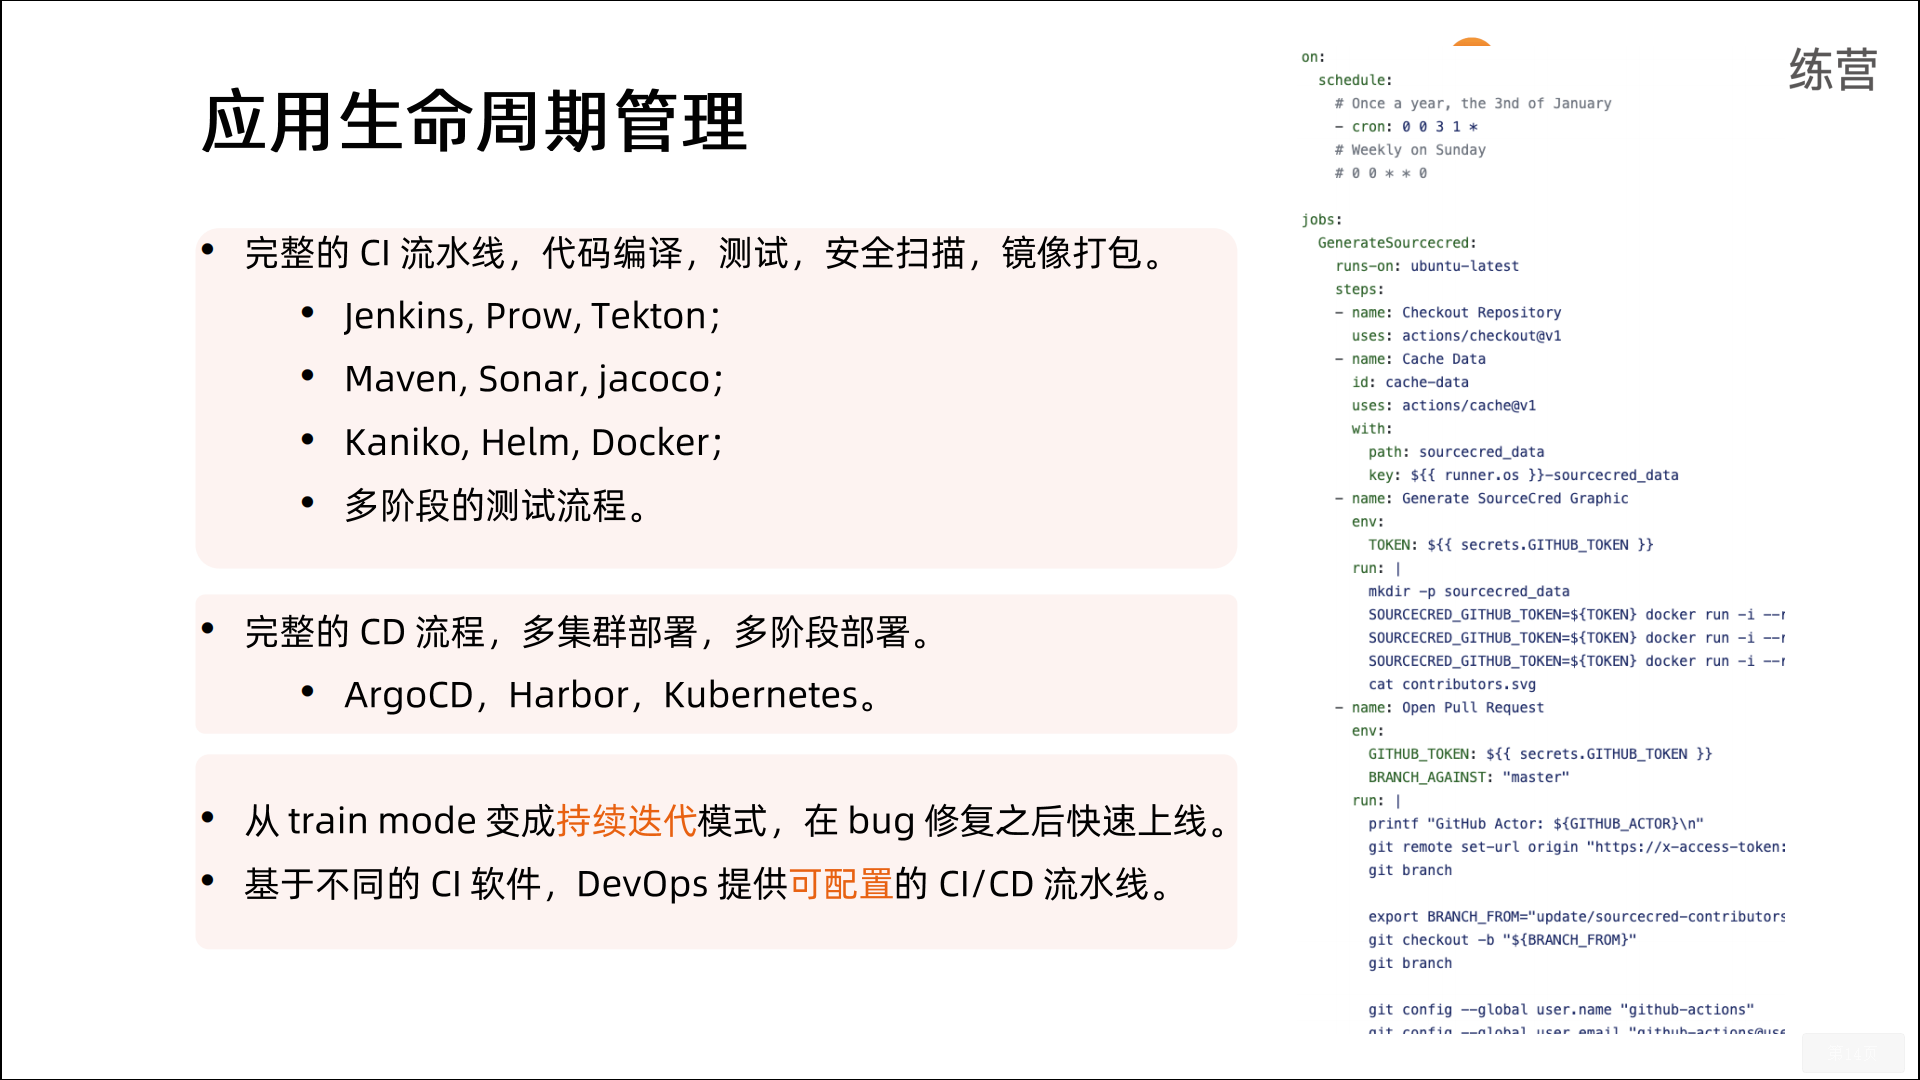 应用生命周期管理
• 完整的 CI 流水线，代码编译，测试，安全扫描，镜像打包。
• Jenkins, Prow, Tekton;
• Maven, Sonar, jacoco;
• Kaniko, Helm, Docker;
• 多阶段的测试流程。
• 完整的 CD 流程，多集群部署，多阶段部署。
• ArgoCD，Harbor，Kubernetes。
• 从 train mode 变成持续迭代模式，在 bug 修复之后快速上线。
• 基于不同的 CI 软件，DevOps 提供可配置的 CI/CD 流水线。
练营
on:
schedule:
# Once a year, the 3nd of January
- cron: 0 0 3 1 *
# Weekly on Sunday
# 0 0 * * 0
jobs:
GenerateSourcecred:
runs-on: ubuntu-latest
steps:
- name: Checkout Repository
uses: actions/checkout@v1
- name: Cache Data
id: cache-data
uses: actions/cache@v1
with:
path: sourcecred_data
key: ${{ runner.os }}-sourcecred_data
- name: Generate SourceCred Graphic
env:
TOKEN: ${{ secrets.GITHUB_TOKEN }}
run: |
mkdir -p sourcecred_data
SOURCECRED_GITHUB_TOKEN=${TOKEN} docker run -i --r
SOURCECRED_GITHUB_TOKEN=${TOKEN} docker run -i --r
SOURCECRED_GITHUB_TOKEN=${TOKEN} docker run -i --r
cat contributors.svg
- name: Open Pull Request
env:
GITHUB_TOKEN: ${{ secrets.GITHUB_TOKEN }}
BRANCH_AGAINST: "master"
run: |
printf "GitHub Actor: ${GITHUB_ACTOR}\n"
git remote set-url origin "https://x-access-token:
git branch
export BRANCH_FROM="update/sourcecred-contributors
git checkout -b "${BRANCH_FROM}"
git branch
git config --global user.name "github-actions"
git config --global user.email "github-actions@use